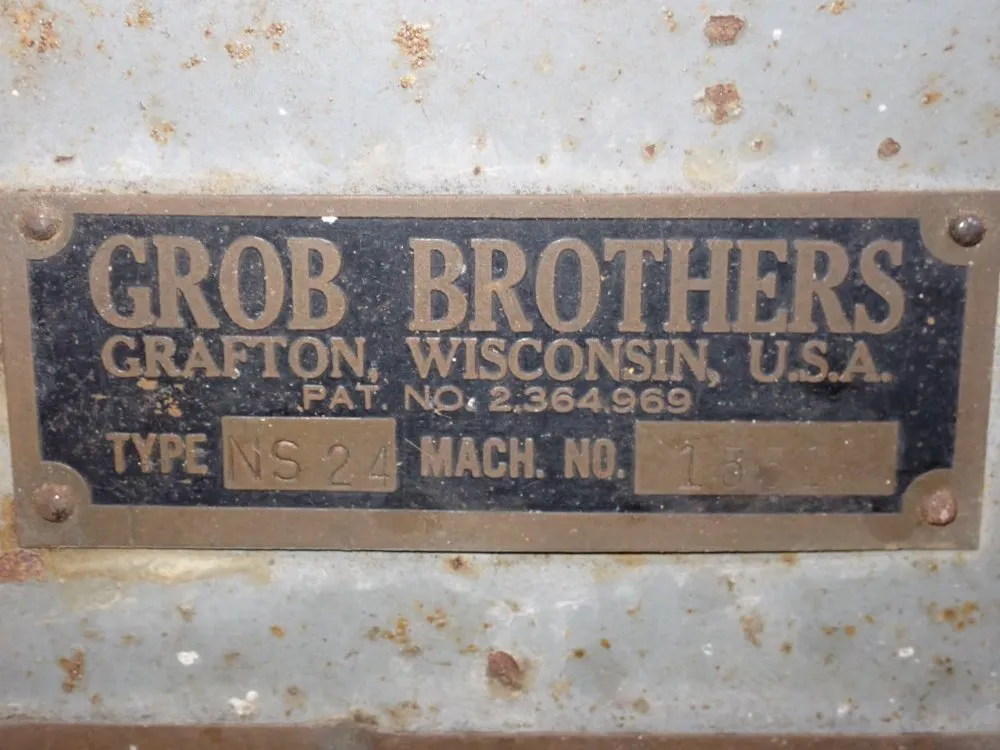 GROB BROTHERS
GRAFTON, WISCONSIN, U.S.A.
PAT. NO. 2.364.969
TYPE NS 24 MACH. NO.